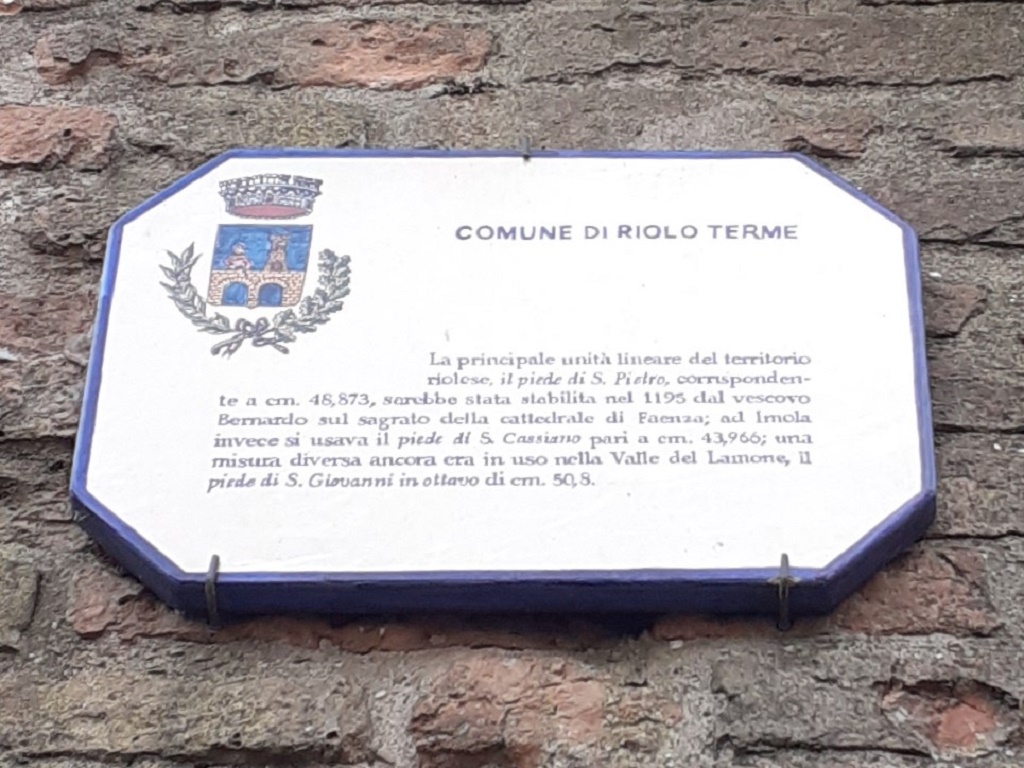 COMUNE DI RIOLO TERME
La principale unità lineare del territorio
riolese, il piede di S. Pietro, corrisponden-
te a cm. 48,873, sarebbe stata stabilita nel 1195 dal vescovo
Bernardo sul sagrato della cattedrale di Faenza; ad Imola
invece si usava il piede di S. Cassiano pari a cm. 43,966; una
misura diversa ancora era in uso nella Valle del Lamone, il
piede di S. Giovanni in ottavo di cm. 50,8.